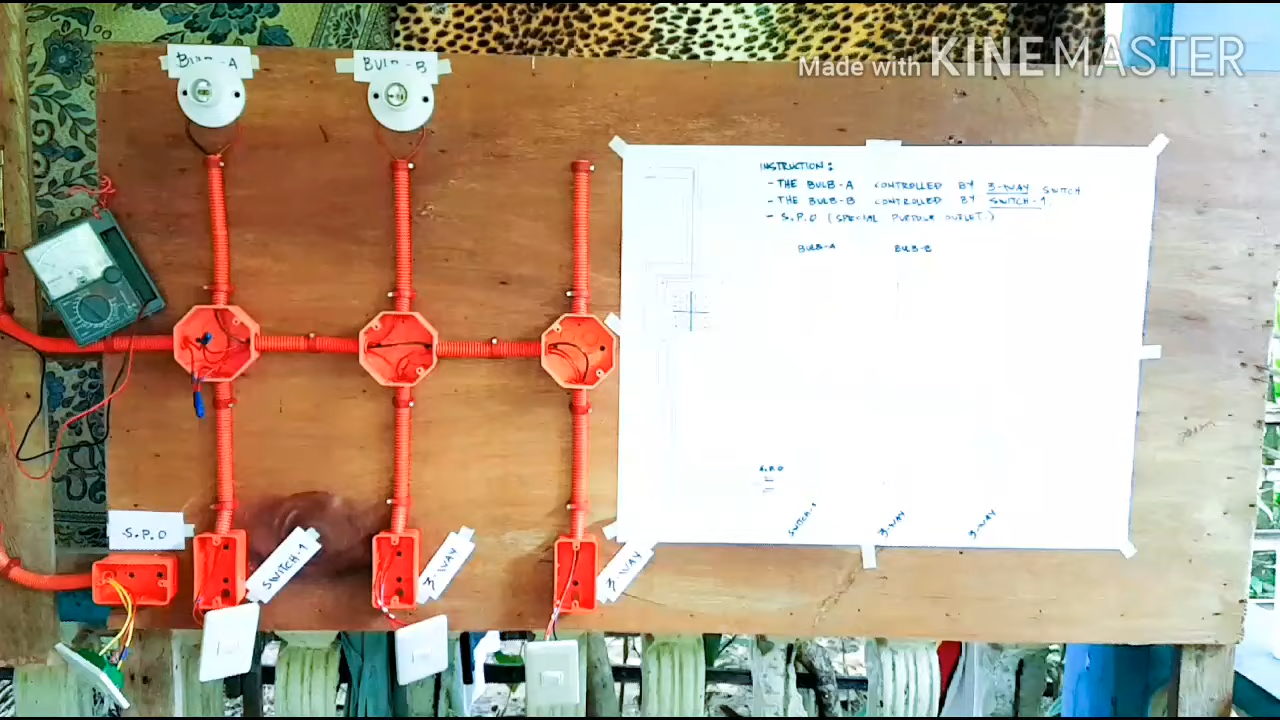 Made with KINEMASTER
BULB-A
BULB-B
INSTRUCTION:
- THE BULB-A CONTROLLED BY 3-WAY SWITCH
- THE BULB-B CONTROLLED BY SWITCH-1.
- S.P.O (SPECIAL PURPOSE OUTLET.)
BULB-A BULB-B
S.P.O
SWITCH-1
3-WAY
3-WAY
S.P.O
SWITCH-1
3-WAY
3-WAY